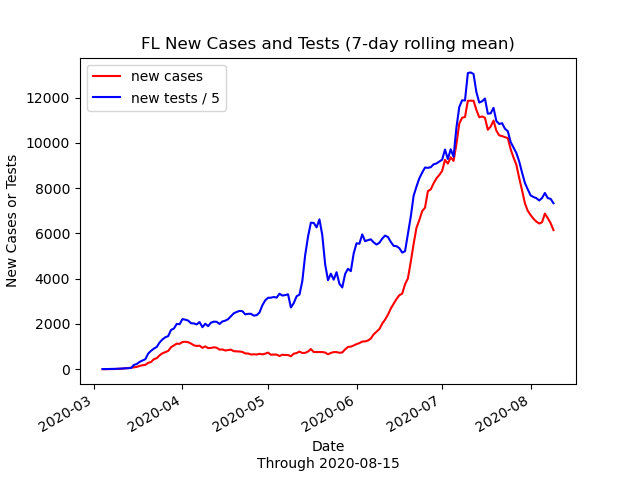 FL New Cases and Tests (7-day rolling mean)
new cases
new tests / 5
New Cases or Tests
12000
10000
8000
6000
4000
2000
0
2020-03
2020-04
2020-05
2020-06
2020-07
2020-08
Date
Through 2020-08-15